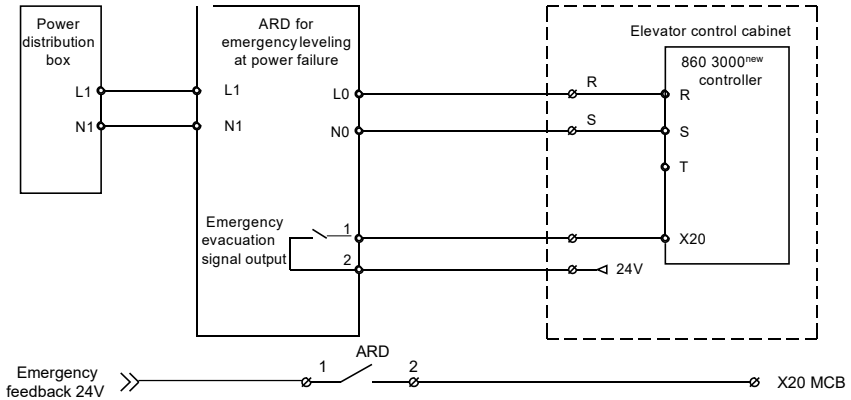 Power
distribution
box
ARD for
emergency leveling
at power failure
Elevator control cabinet
860 3000new
controller
L1
L1
L0
R
R
N1
N1
N0
S
S
T
Emergency
evacuation
signal output
1
2
X20
24V
ARD
Emergency
feedback 24V
1
2
X20 MCB